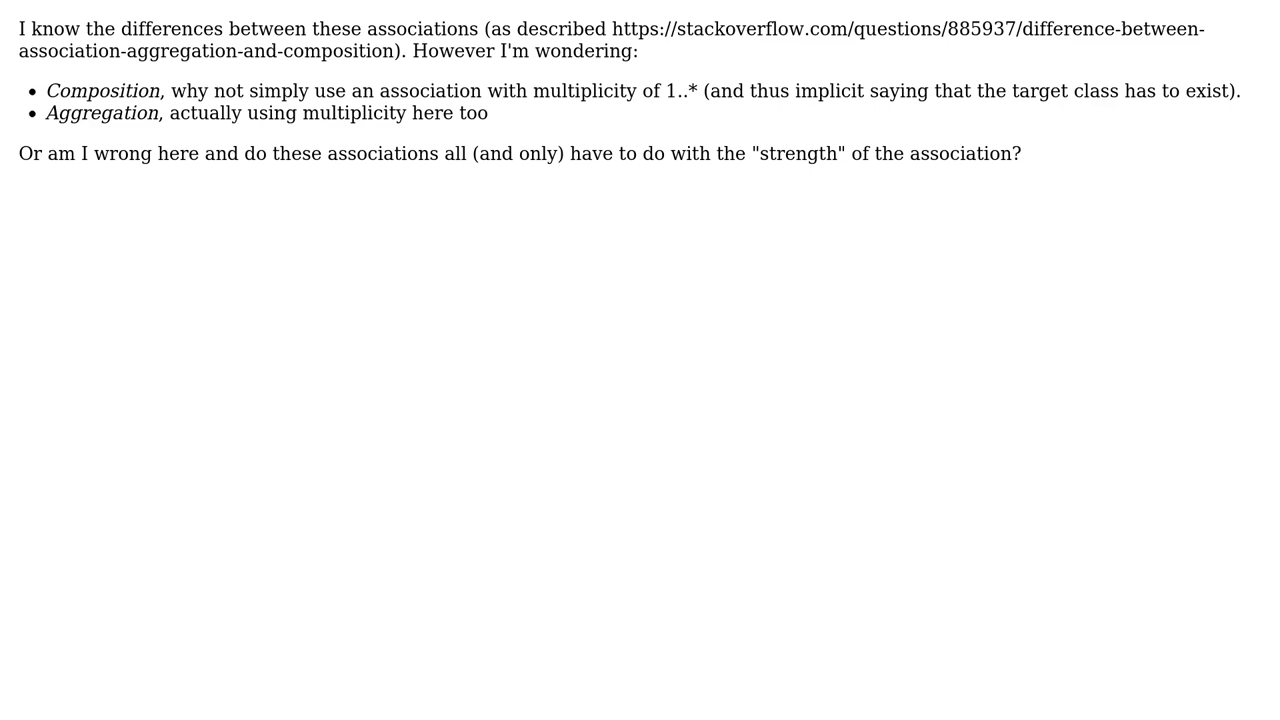 I know the differences between these associations (as described https://stackoverflow.com/questions/885937/difference-between-
association-aggregation-and-composition). However I'm wondering:
• Composition, why not simply use an association with multiplicity of 1..* (and thus implicit saying that the target class has to exist).
• Aggregation, actually using multiplicity here too
Or am I wrong here and do these associations all (and only) have to do with the "strength" of the association?